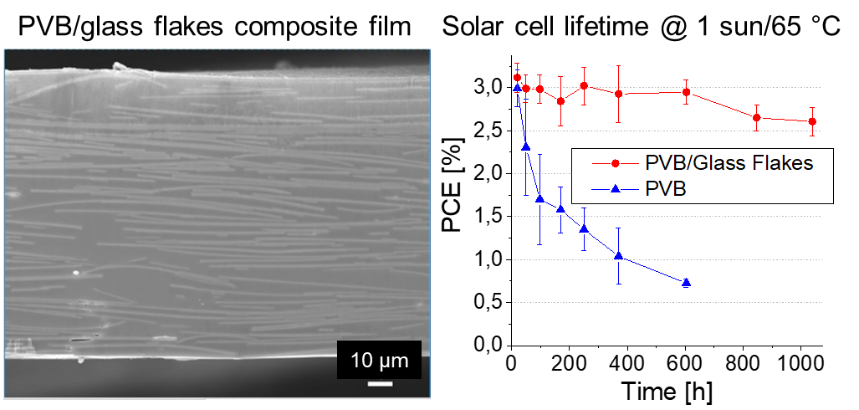 PVB/glass flakes composite film
Solar cell lifetime @ 1 sun/65 °C
10 µm
3,0
2,5
2,0
1,5
1,0
0,5
0,0
PCE [%]
PVB/Glass Flakes
PVB
0 200 400 600 800 1000
Time [h]